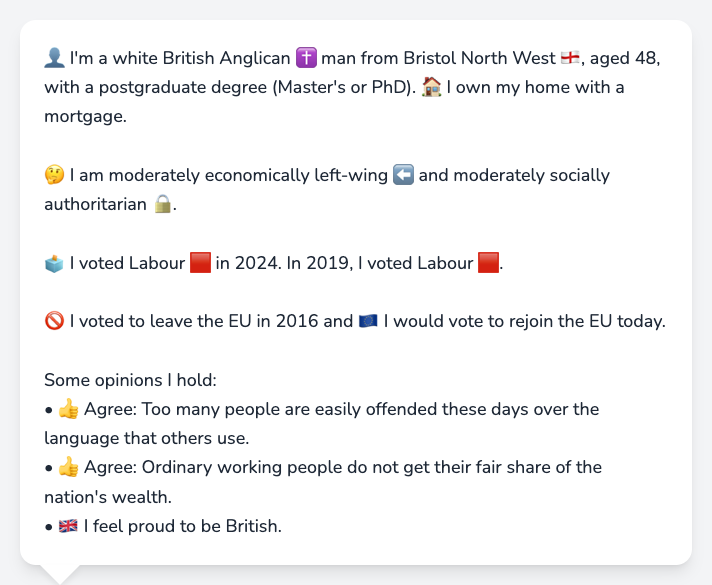 👤 I'm a white British Anglican ✝️ man from Bristol North West 🏴󠁧󠁢󠁥󠁮󠁧󠁿, aged 48,
with a postgraduate degree (Master's or PhD). 🏠 I own my home with a
mortgage.
🤔 I am moderately economically left-wing ⬅️ and moderately socially
authoritarian 🔒.
🗳️ I voted Labour 🟥 in 2024. In 2019, I voted Labour 🟥.
🚫 I voted to leave the EU in 2016 and 🇪🇺 I would vote to rejoin the EU today.
Some opinions I hold:
• 👍 Agree: Too many people are easily offended these days over the
language that others use.
• 👍 Agree: Ordinary working people do not get their fair share of the
nation's wealth.
• 🇬🇧 I feel proud to be British.